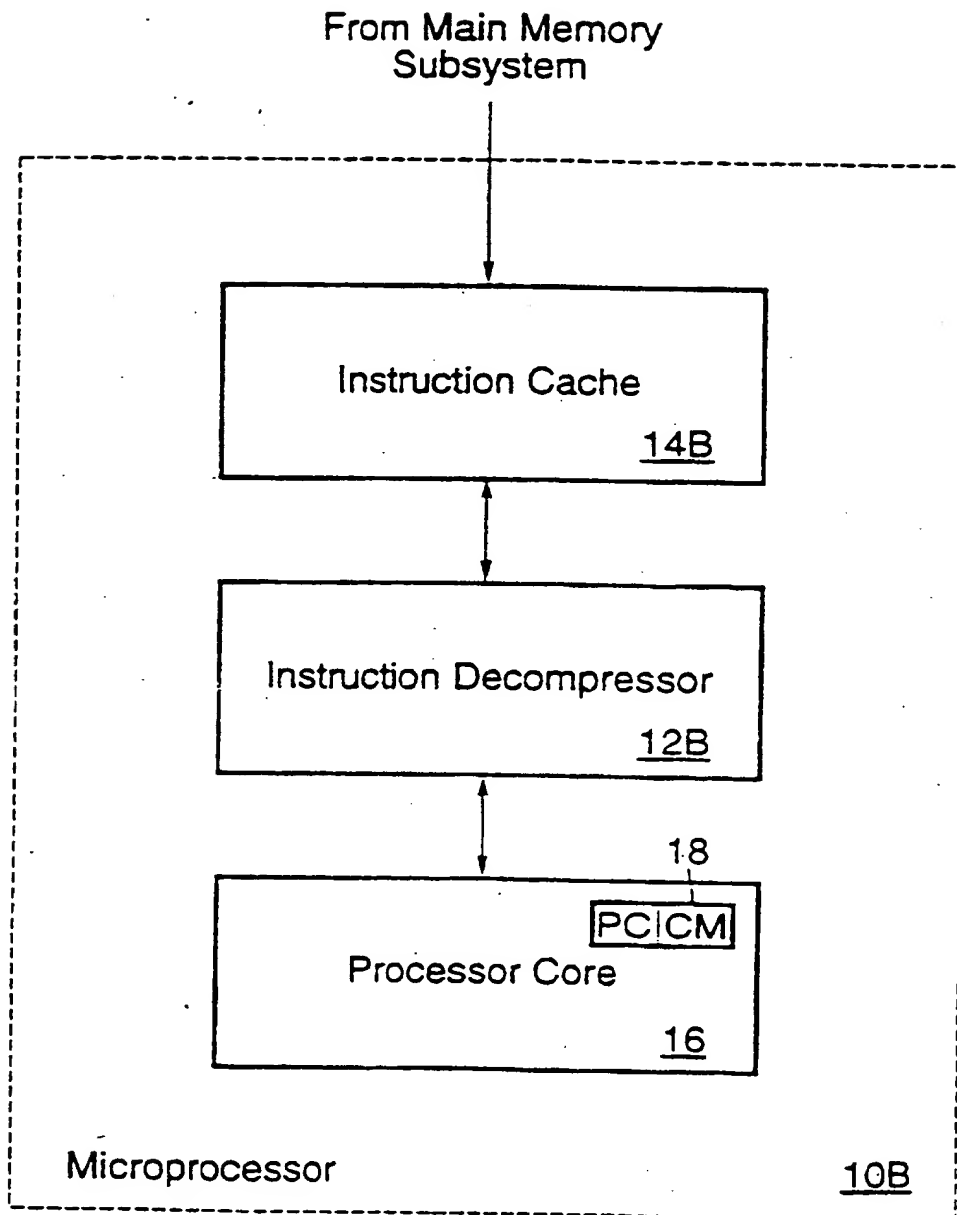 From Main Memory
Subsystem
Instruction Cache
14B
Instruction Decompressor
12B
18
PC|CM
Processor Core
16
Microprocessor
10B